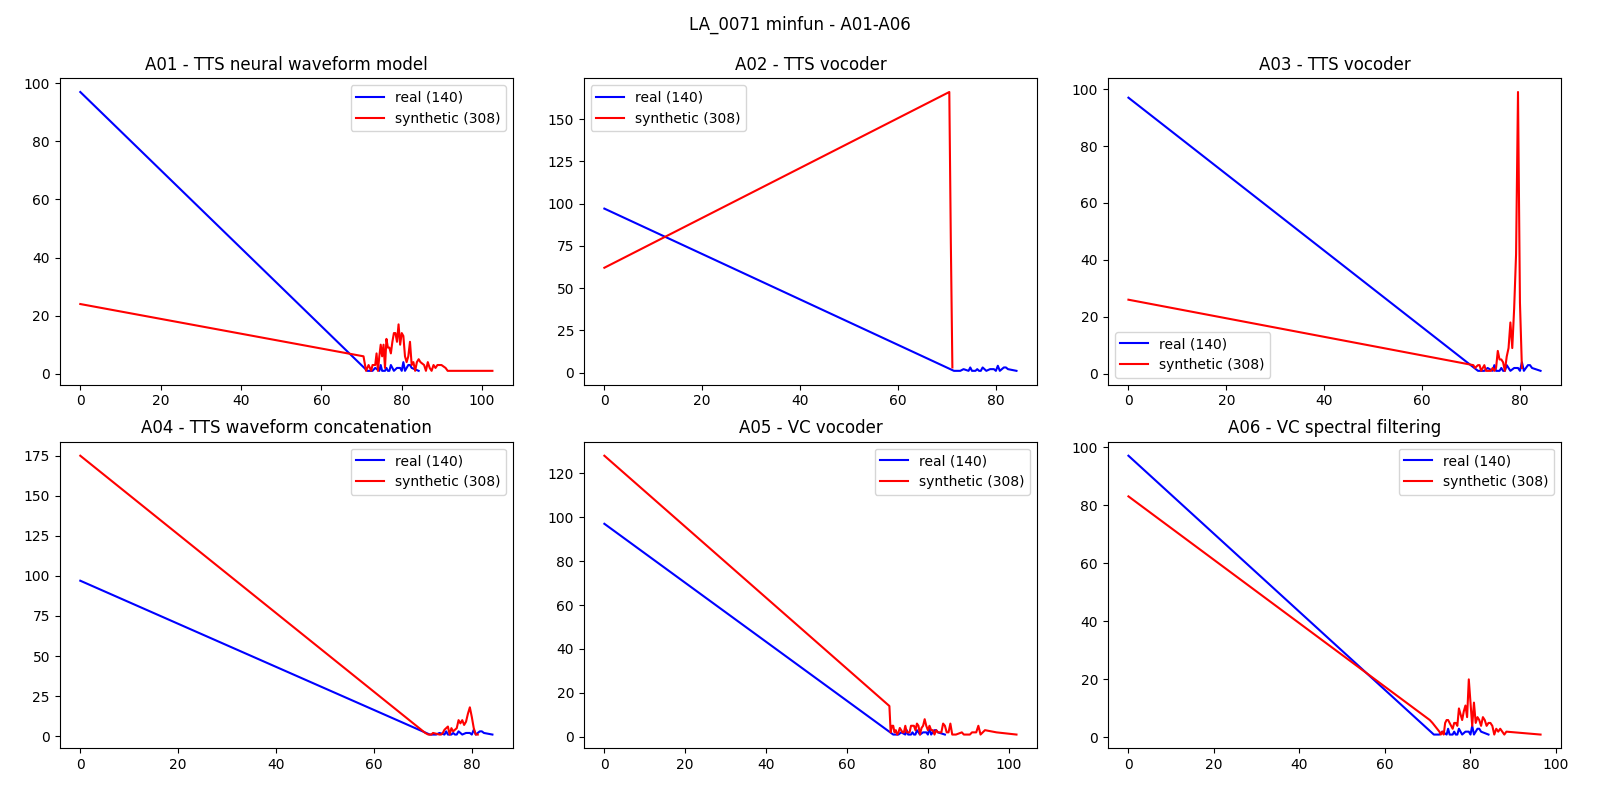 LA_0071 minfun - A01-A06
A01 - TTS neural waveform model
100
80
60
40
20
0
0 20 40 60 80 100
real (140)
synthetic (308)
A02 - TTS vocoder
150
125
100
75
50
25
0
0 20 40 60 80
real (140)
synthetic (308)
A03 - TTS vocoder
100
80
60
40
20
0
0 20 40 60 80
real (140)
synthetic (308)
A04 - TTS waveform concatenation
175
150
125
100
75
50
25
0
0 20 40 60 80
real (140)
synthetic (308)
A05 - VC vocoder
120
100
80
60
40
20
0
0 20 40 60 80 100
real (140)
synthetic (308)
A06 - VC spectral filtering
100
80
60
40
20
0
0 20 40 60 80 100
real (140)
synthetic (308)